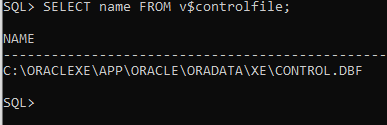 SQL> SELECT name FROM v$controlfile;
NAME
--------------------------------------------------------------------------------
C:\ORACLEXE\APP\ORACLE\ORADATA\XE\CONTROL.DBF
SQL>